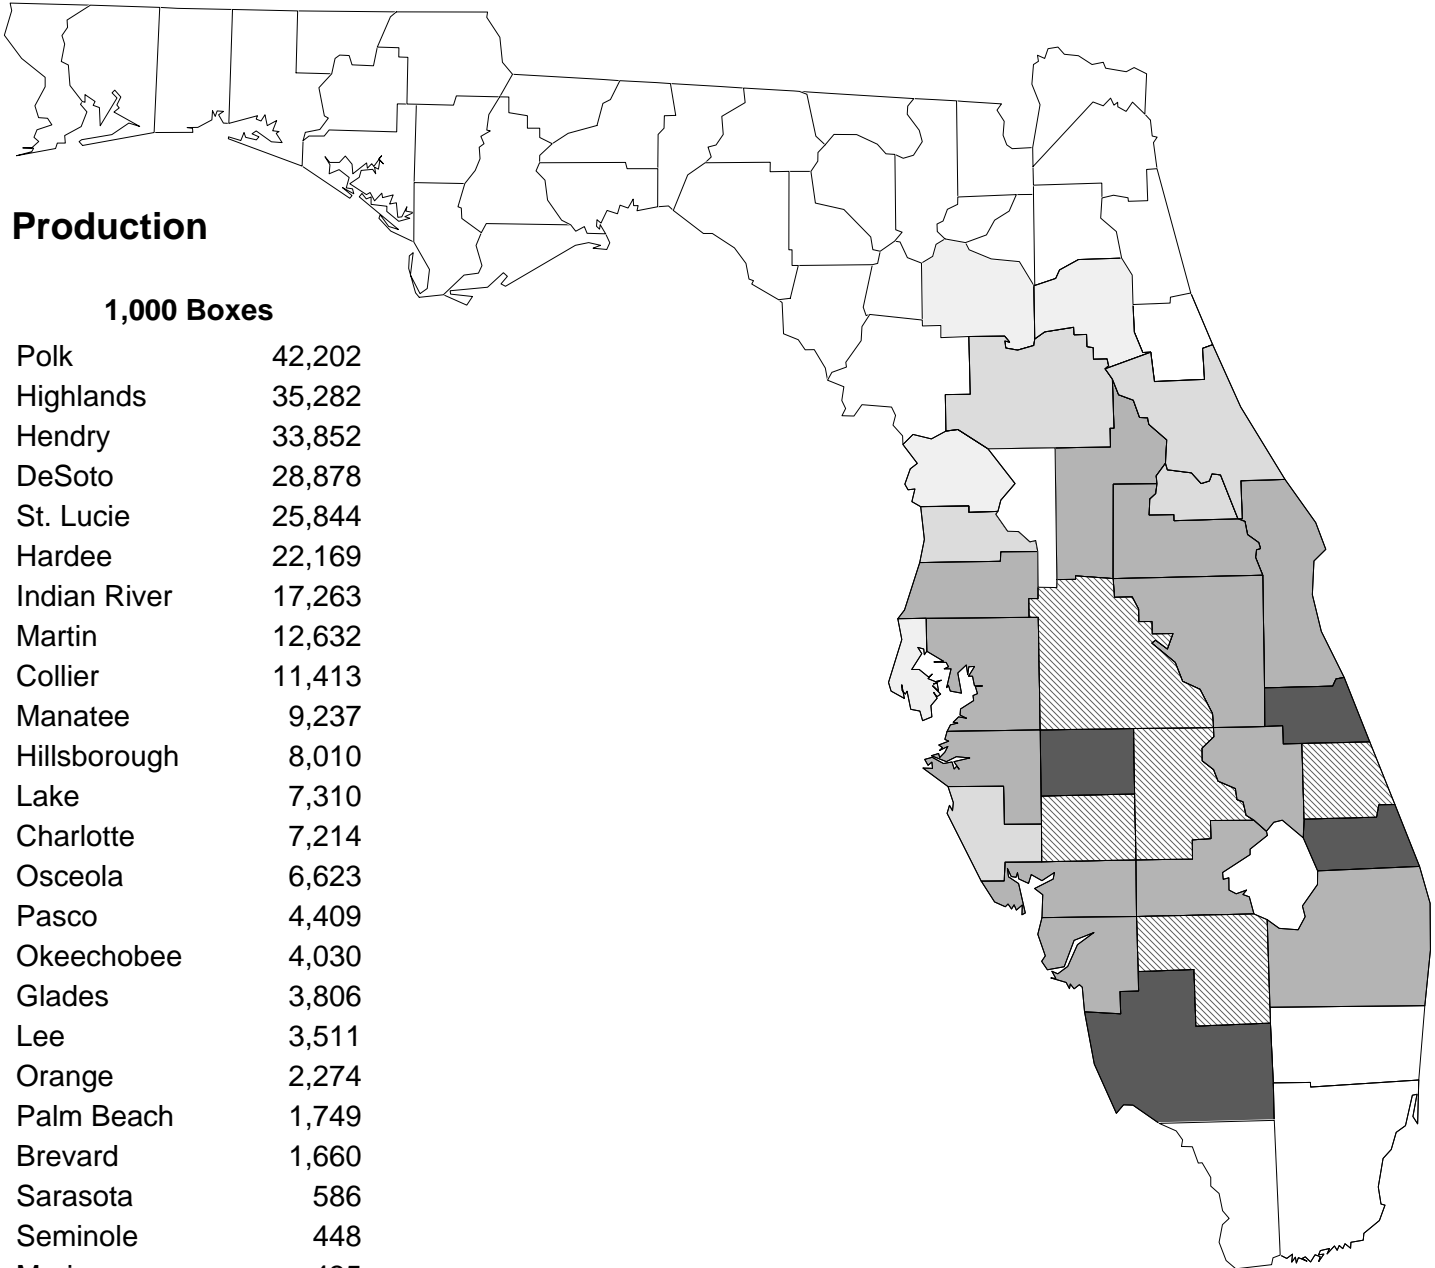 Production
1,000 Boxes
Polk 42,202
Highlands 35,282
Hendry 33,852
DeSoto 28,878
St. Lucie 25,844
Hardee 22,169
Indian River 17,263
Martin 12,632
Collier 11,413
Manatee 9,237
Hillsborough 8,010
Lake 7,310
Charlotte 7,214
Osceola 6,623
Pasco 4,409
Okeechobee 4,030
Glades 3,806
Lee 3,511
Orange 2,274
Palm Beach 1,749
Brevard 1,660
Sarasota 586
Seminole 448